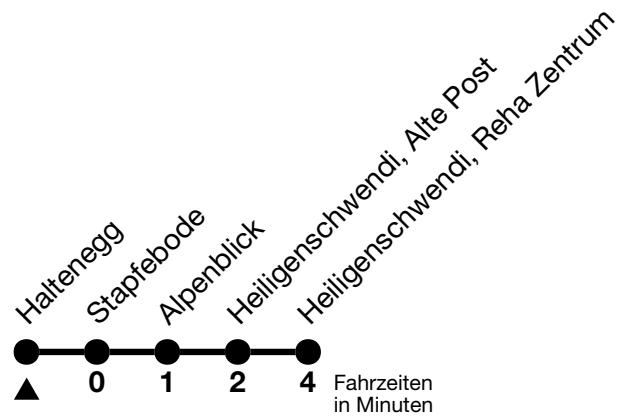 Haltenegg
Stapfebode
Alpenblick
Heiligenschwendi, Alte Post
Heiligenschwendi, Reha Zentrum
0 1 2 4 Fahrzeiten
in Minuten